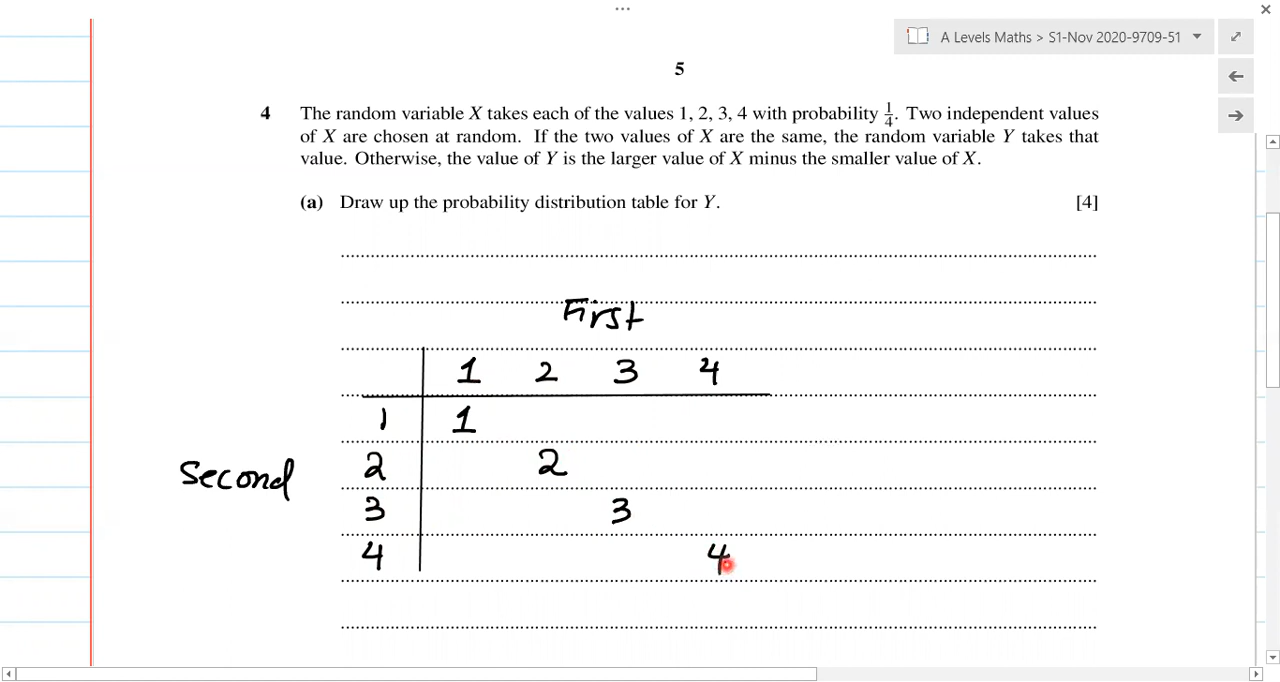 A Levels Maths > S1-Nov 2020-9709-51
5
4 The random variable X takes each of the values 1, 2, 3, 4 with probability 1/4. Two independent values
of X are chosen at random. If the two values of X are the same, the random variable Y takes that
value. Otherwise, the value of Y is the larger value of X minus the smaller value of X.
(a) Draw up the probability distribution table for Y. [4]
First
1 2 3 4
1 1
Second 2 2
3 3
4 4